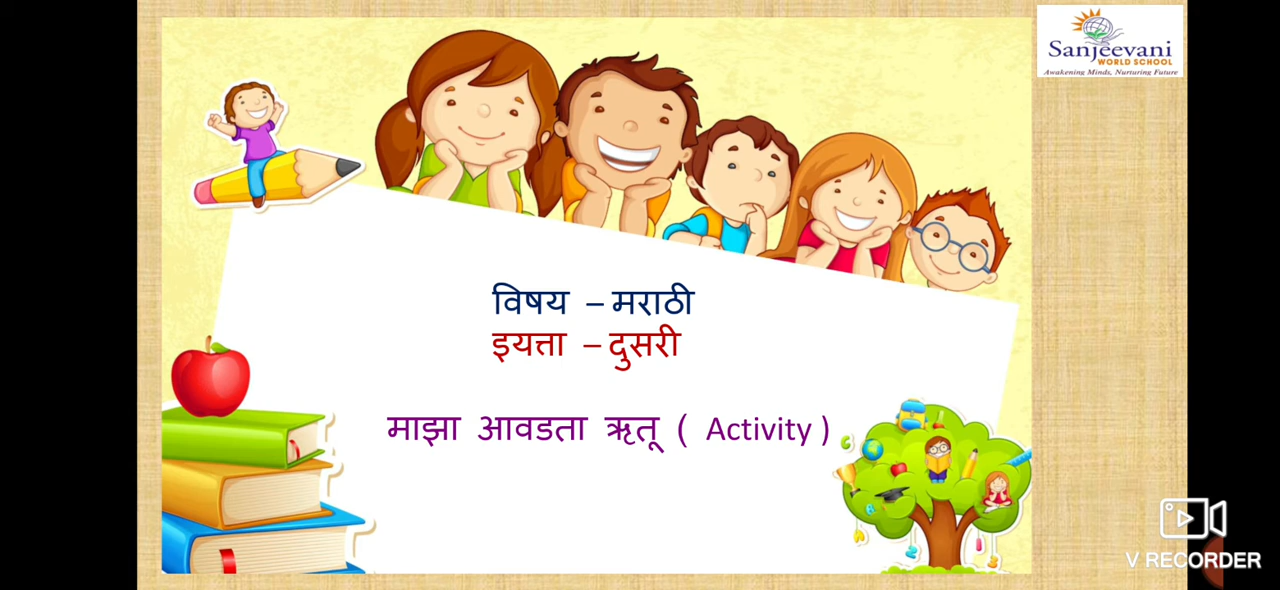 Sanjeevani
WORLD SCHOOL
Awakening Minds, Nurturing Future
विषय – मराठी
इयत्ता – दुसरी
माझा आवडता ऋतू ( Activity )
V RECORDER